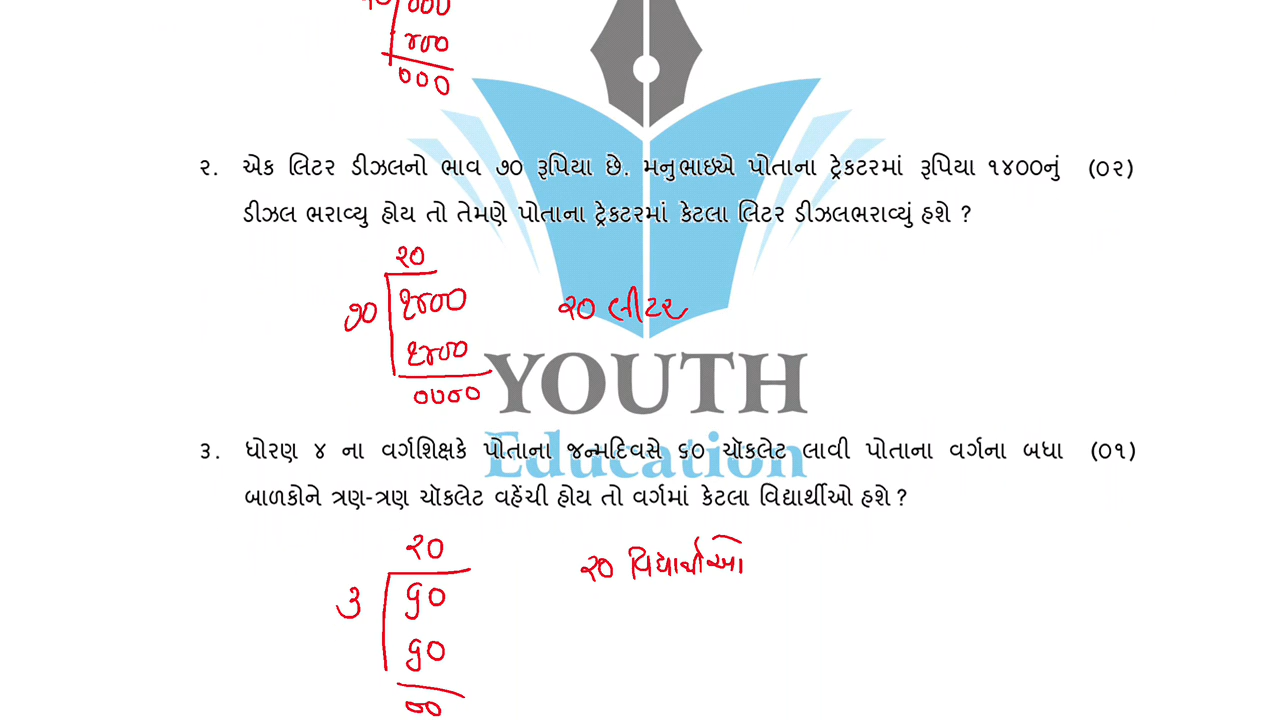 ૦૦૦
૪૦૦
૦૦૦
૨. એક લિટર ડીઝલનો ભાવ ૭૦ રૂપિયા છે. મનુભાઇએ પોતાના ટ્રેકટરમાં રૂપિયા ૧૪૦૦નું (૦૨)
ડીઝલ ભરાવ્યુ હોય તો તેમણે પોતાના ટ્રેકટરમાં કેટલા લિટર ડીઝલભરાવ્યું હશે ?
૨૦
૭૦ ૧૪૦૦ ૨૦ લીટર
૧૪૦૦
૦૦૦૦
YOUTH
Education
૩. ધોરણ ૪ ના વર્ગશિક્ષકે પોતાના જન્મદિવસે ૬૦ ચૉકલેટ લાવી પોતાના વર્ગના બધા (૦૧)
બાળકોને ત્રણ-ત્રણ ચૉકલેટ વહેંચી હોય તો વર્ગમાં કેટલા વિદ્યાર્થીઓ હશે ?
૨૦
૩ ૬૦ ૨૦ વિદ્યાર્થીઓ
૬૦
૦૦